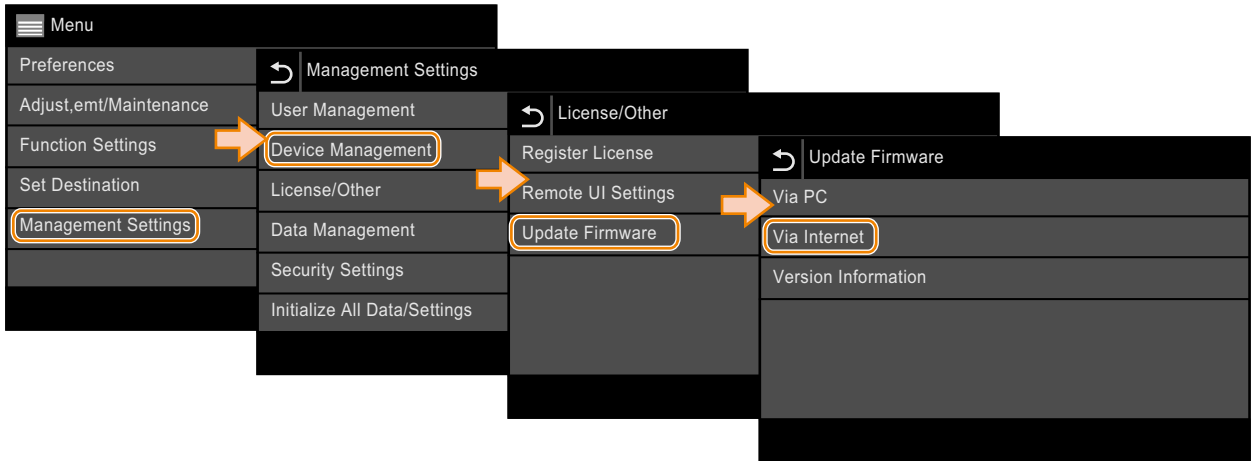 Menu
Preferences
Adjust,emt/Maintenance
Function Settings
Set Destination
Management Settings
Management Settings
User Management
Device Management
License/Other
Data Management
Security Settings
Initialize All Data/Settings
License/Other
Register License
Remote UI Settings
Update Firmware
Update Firmware
Via PC
Via Internet
Version Information